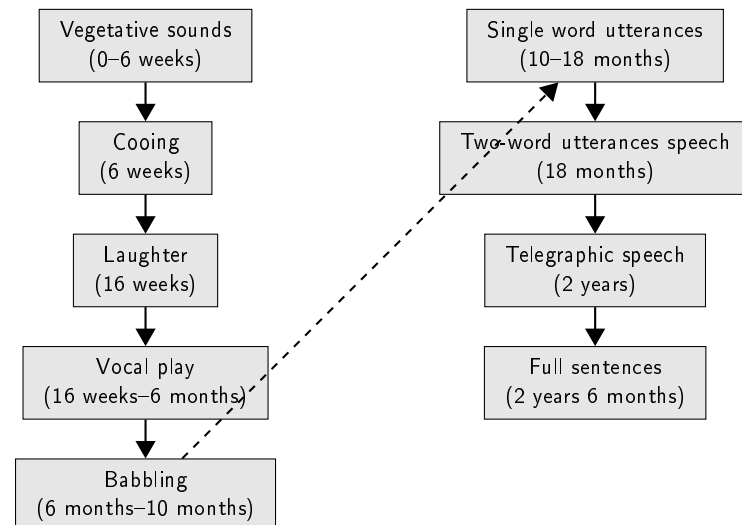 Vegetative sounds
(0–6 weeks)
Cooing
(6 weeks)
Laughter
(16 weeks)
Vocal play
(16 weeks–6 months)
Babbling
(6 months–10 months)
Single word utterances
(10–18 months)
Two-word utterances speech
(18 months)
Telegraphic speech
(2 years)
Full sentences
(2 years 6 months)